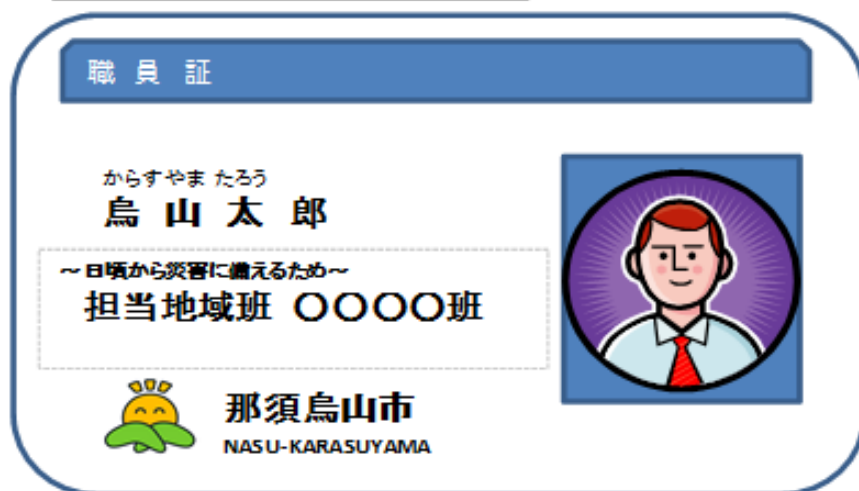 職 員 証
からすやま たろう
烏 山 太 郎
～日頃から災害に備えるため～
担当地域班 〇〇〇〇班
那須烏山市
NASU-KARASUYAMA